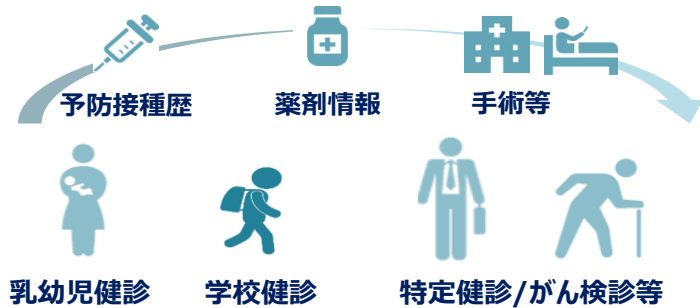 予防接種歴
薬剤情報
手術等
乳幼児健診
学校健診
特定健診/がん検診等